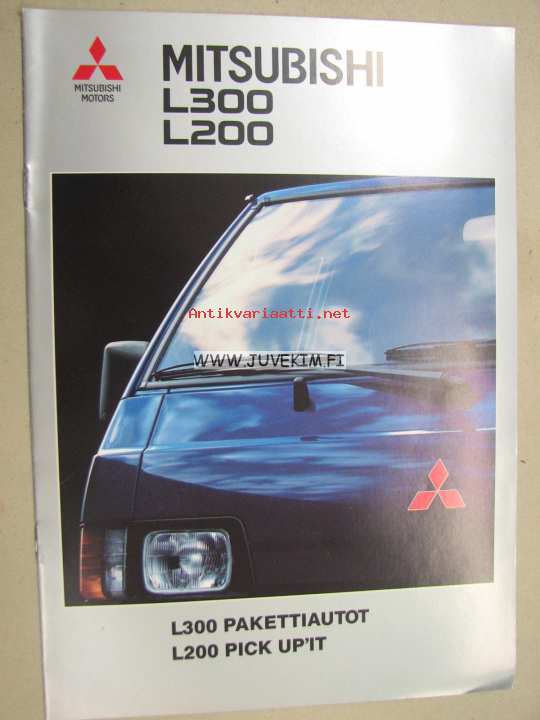 MITSUBISHI
MOTORS
MITSUBISHI
L300
L200
Antikvariaatti.net
WWW.JUVEKIM.FI
L300 PAKETTIAUTOT
L200 PICK UP'IT